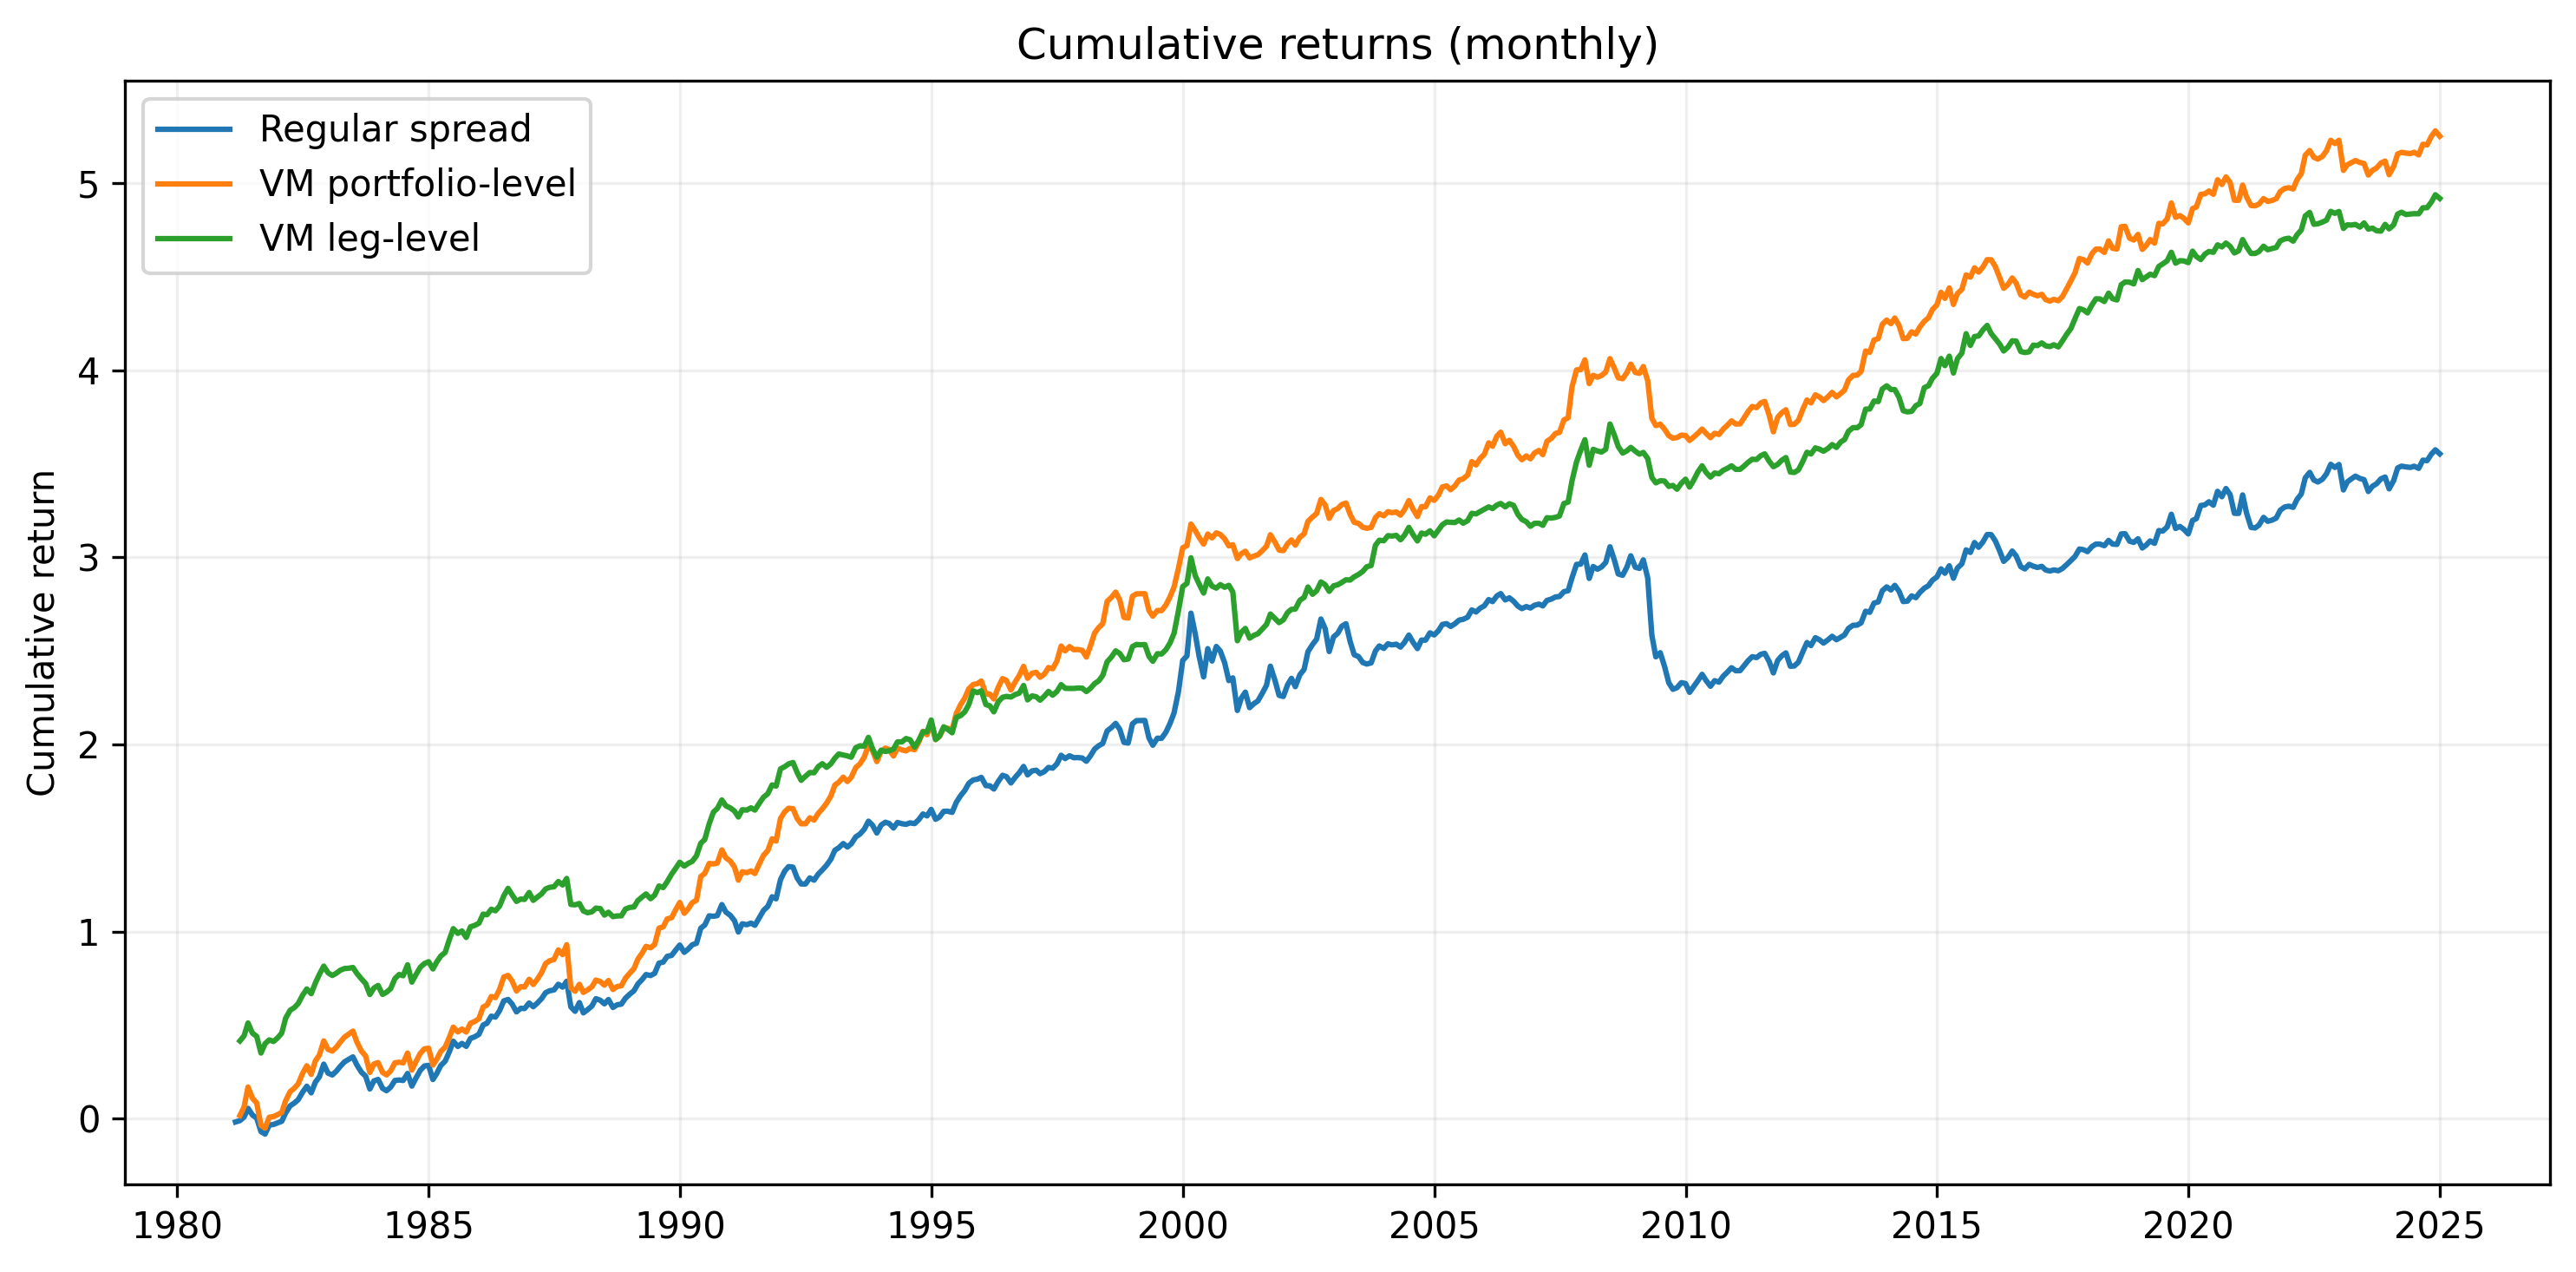 Cumulative returns (monthly)
Regular spread
VM portfolio-level
VM leg-level
Cumulative return
5
4
3
2
1
0
1980 1985 1990 1995 2000 2005 2010 2015 2020 2025